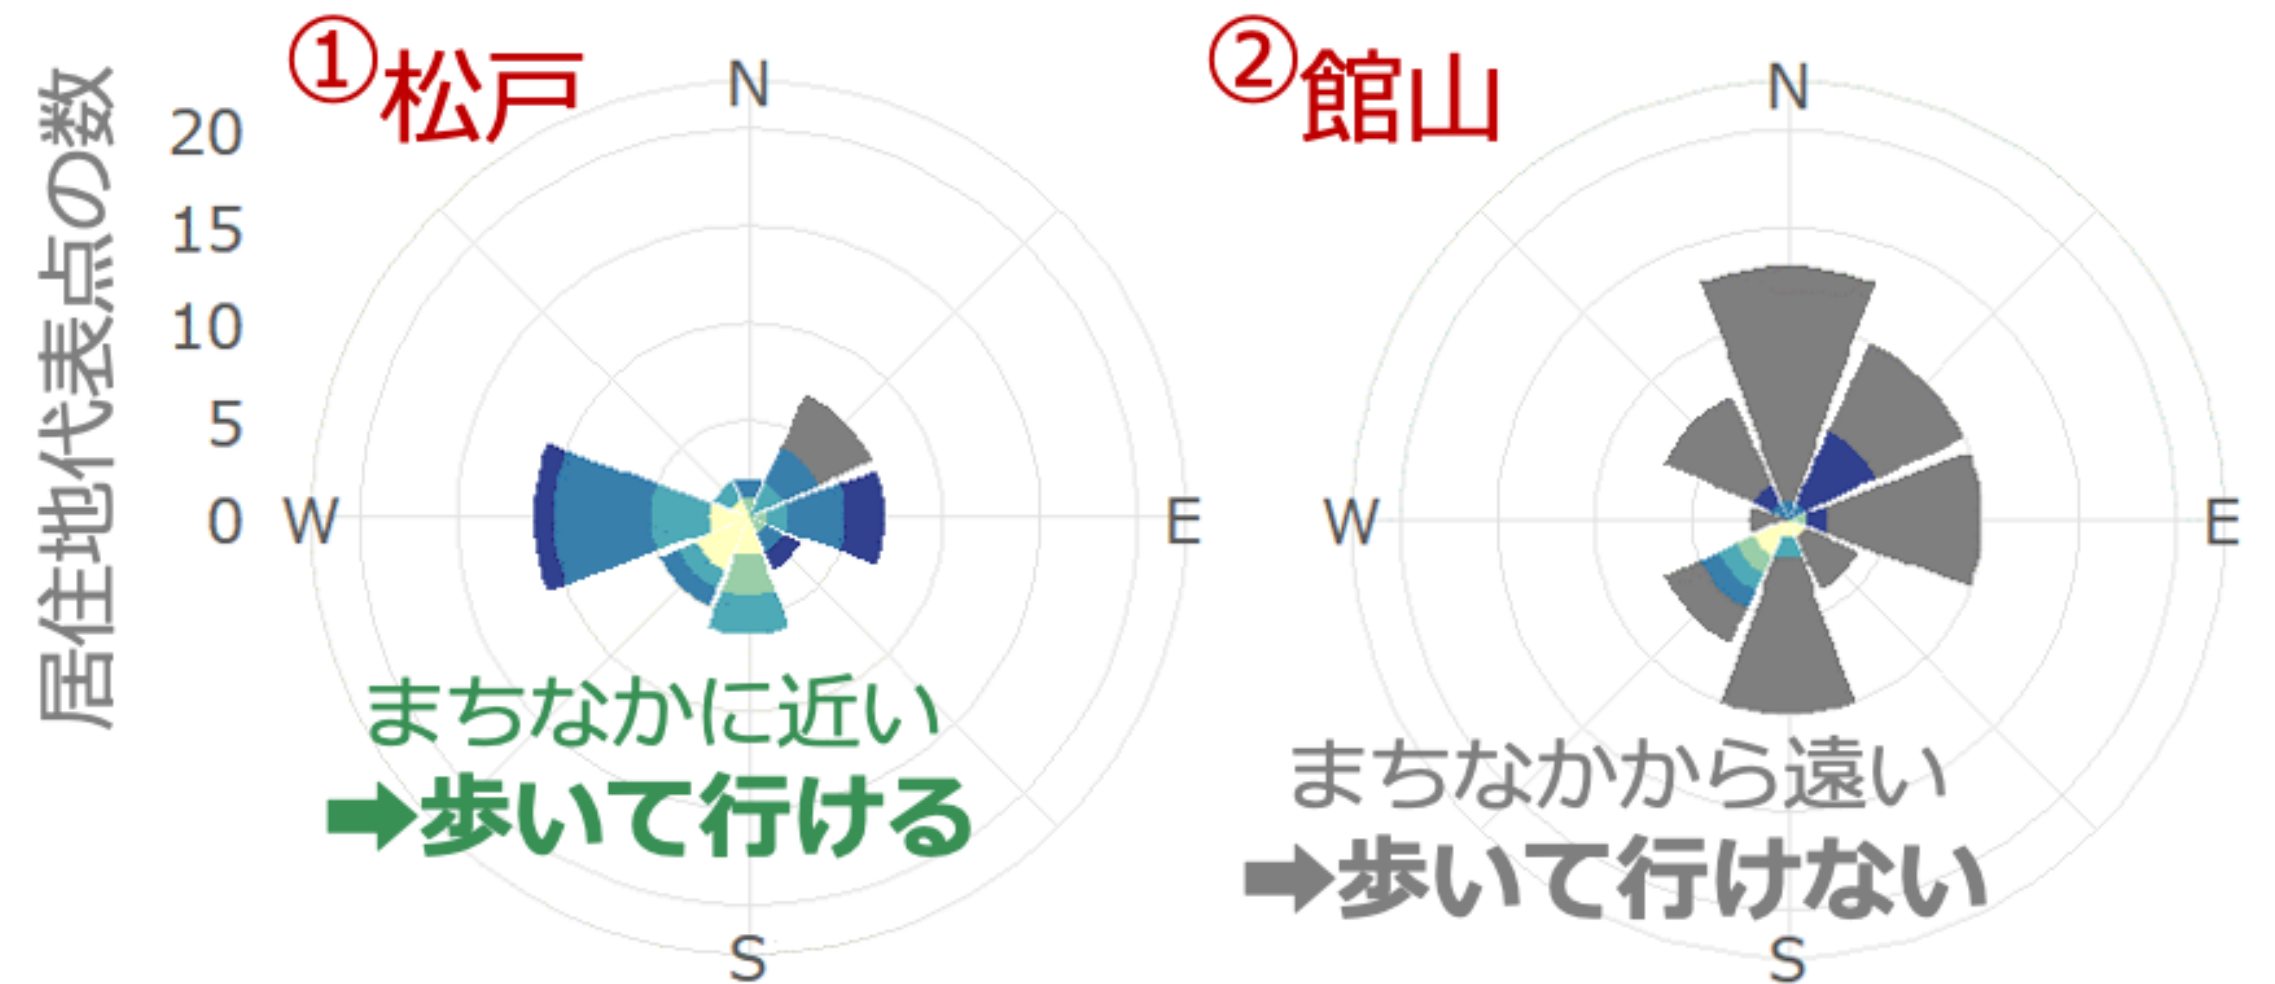 居住地代表点の数
20
15
10
5
0
①松戸
N
W
E
S
まちなかに近い
➡歩いて行ける
②館山
N
W
E
S
まちなかから遠い
➡歩いて行けない